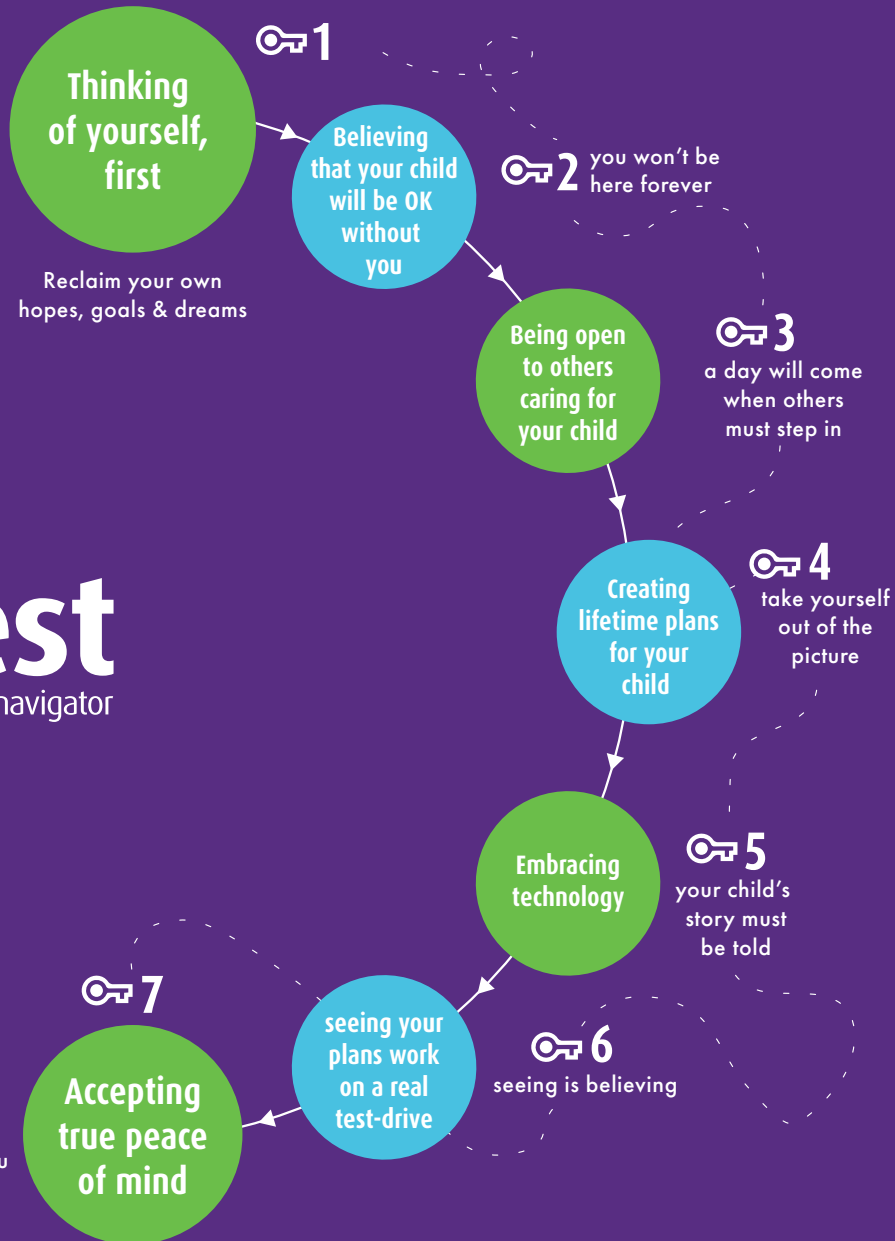 1
Thinking
of yourself,
first
Reclaim your own
hopes, goals & dreams
Believing
that your child
will be OK
without
you
2
you won't be
here forever
Being open
to others
caring for
your child
3
a day will come
when others
must step in
Creating
lifetime plans
for your
child
4
take yourself
out of the
picture
navigator
Embracing
technology
5
your child's
story must
be told
seeing your
plans work
on a real
test-drive
6
seeing is believing
7
Accepting
true peace
of mind